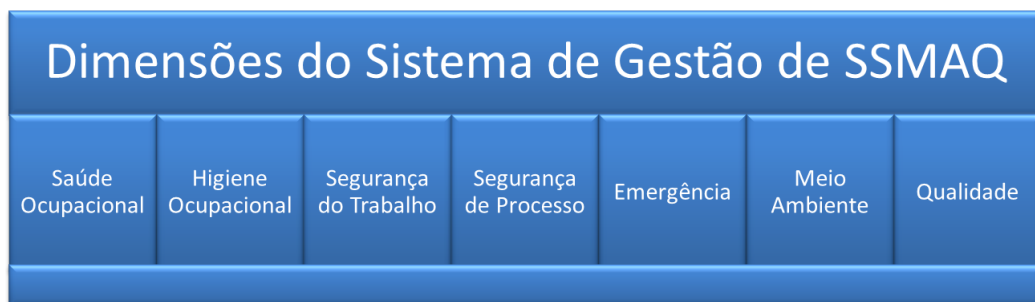 Dimensões do Sistema de Gestão de SSMAQ
Saúde
Ocupacional
Higiene
Ocupacional
Segurança
do Trabalho
Segurança
de Processo
Emergência
Meio
Ambiente
Qualidade